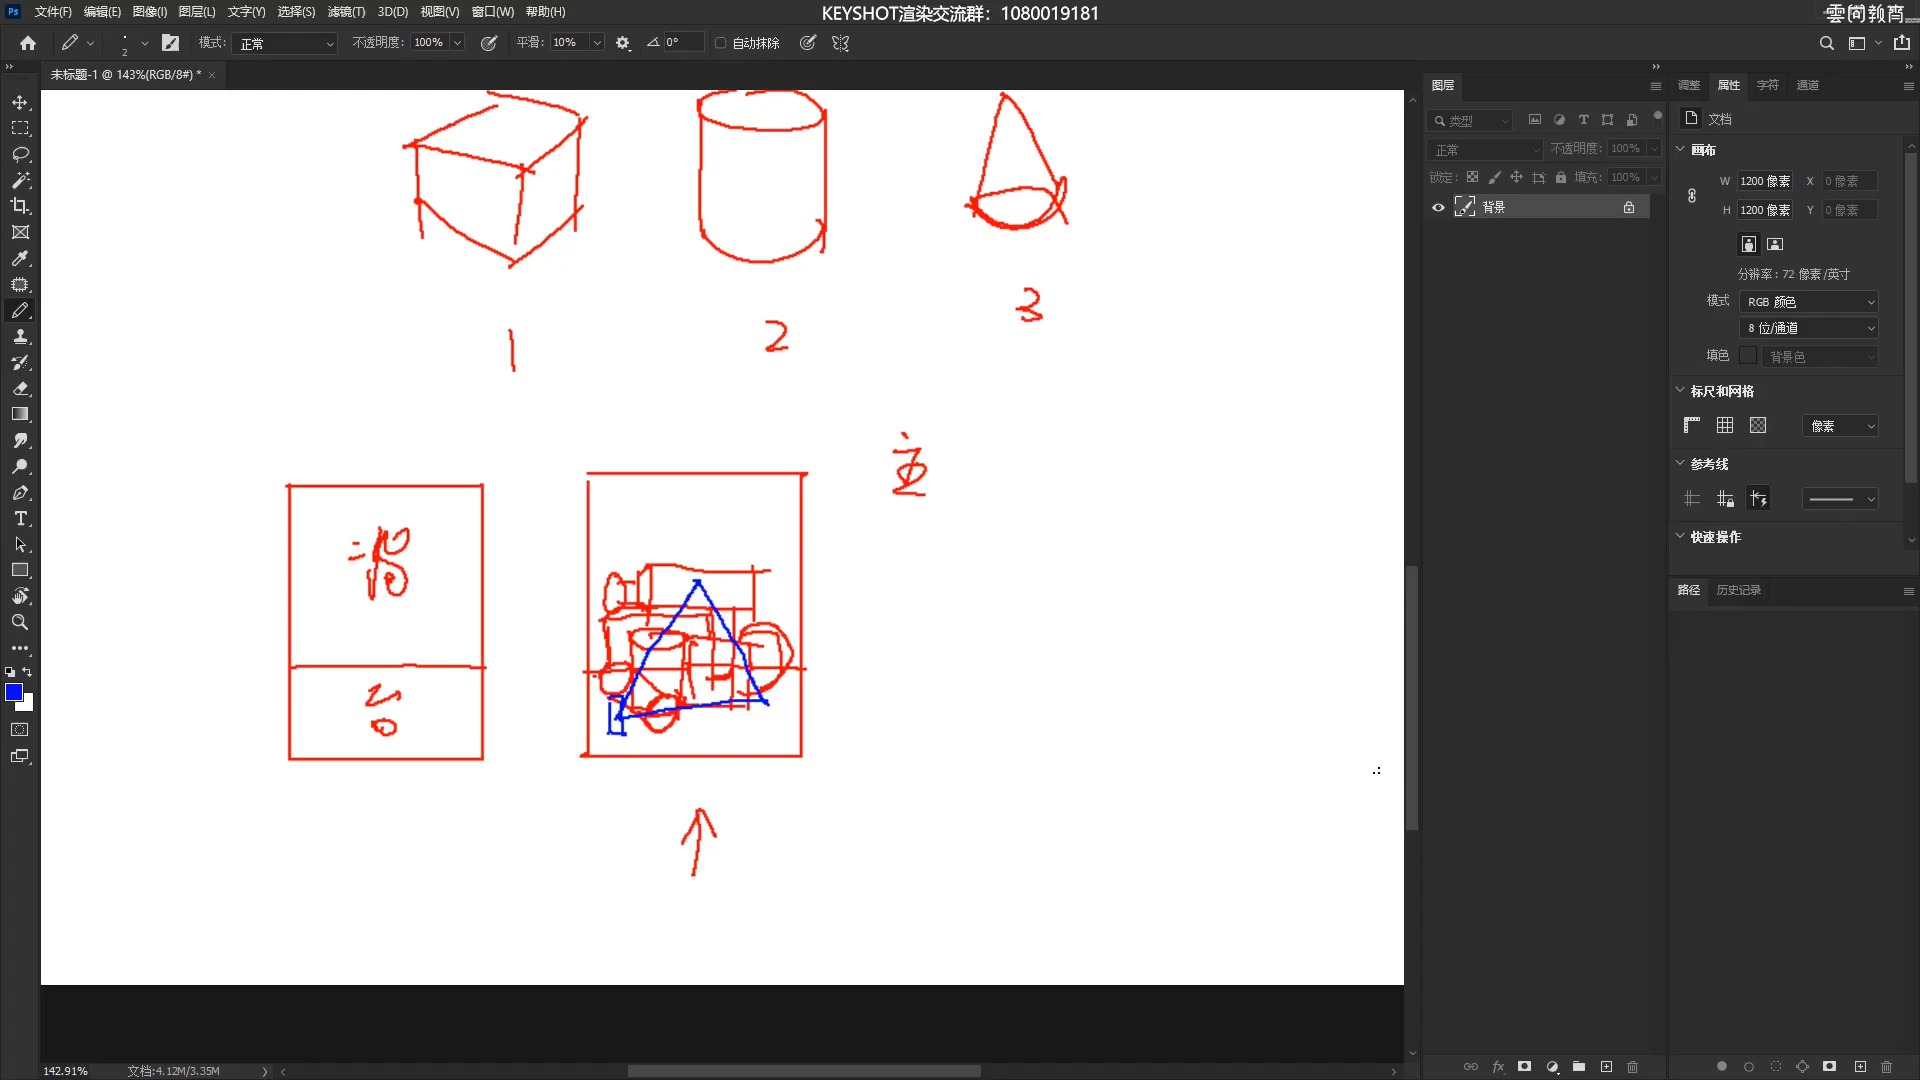 Ps 文件(F) 编辑(E) 图像(I) 图层(L) 文字(Y) 选择(S) 滤镜(T) 3D(D) 视图(V) 窗口(W) 帮助(H)
KEYSHOT渲染交流群：1080019181
2 模式: 正常 不透明度: 100% 平滑: 10% 0° 自动抹除
未标题-1 @ 143%(RGB/8#) * ×
图层
类型
正常 不透明度: 100%
锁定: 填充: 100%
背景
调整 属性 字符 通道
文档
画布
W 1200 像素 X 0 像素
H 1200 像素 Y 0 像素
分辨率: 72 像素/英寸
模式 RGB 颜色
8 位/通道
填色 背景色
标尺和网格
像素
参考线
快速操作
路径 历史记录
1
2
3
142.91% 文档:4.12M/3.35M